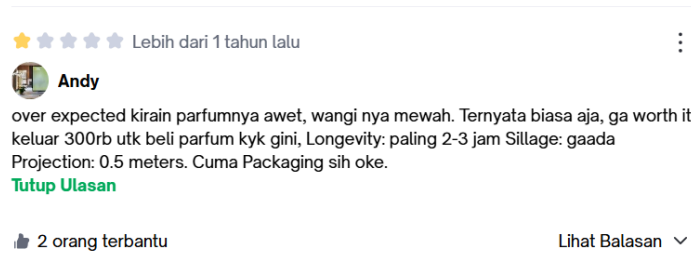 Lebih dari 1 tahun lalu
Andy
over expected kirain parfumnya awet, wangi nya mewah. Ternyata biasa aja, ga worth it
keluar 300rb utk beli parfum kyk gini, Longevity: paling 2-3 jam Sillage: gaada
Projection: 0.5 meters. Cuma Packaging sih oke.
Tutup Ulasan
2 orang terbantu
Lihat Balasan